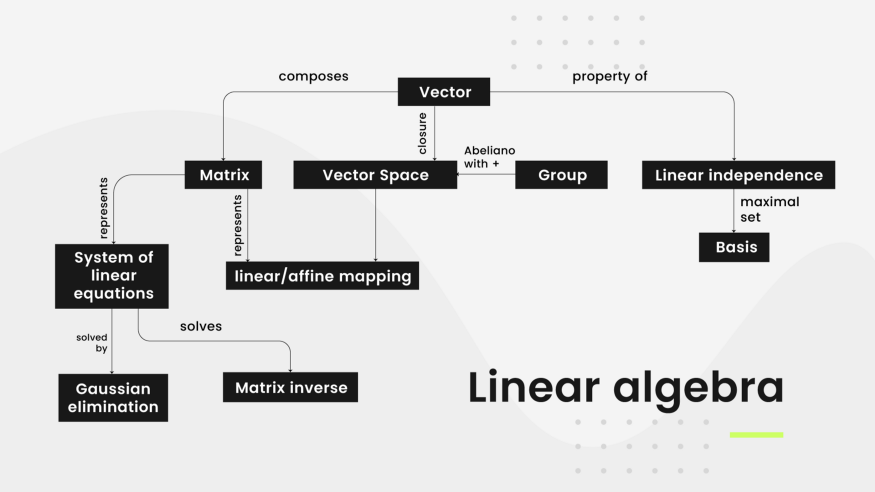 composes
property of
Vector
closure
Abeliano
with +
Matrix
Vector Space
Group
Linear independence
represents
represents
maximal
set
Basis
System of
linear
equations
linear/affine mapping
solved
by
solves
Gaussian
elimination
Matrix inverse
Linear algebra